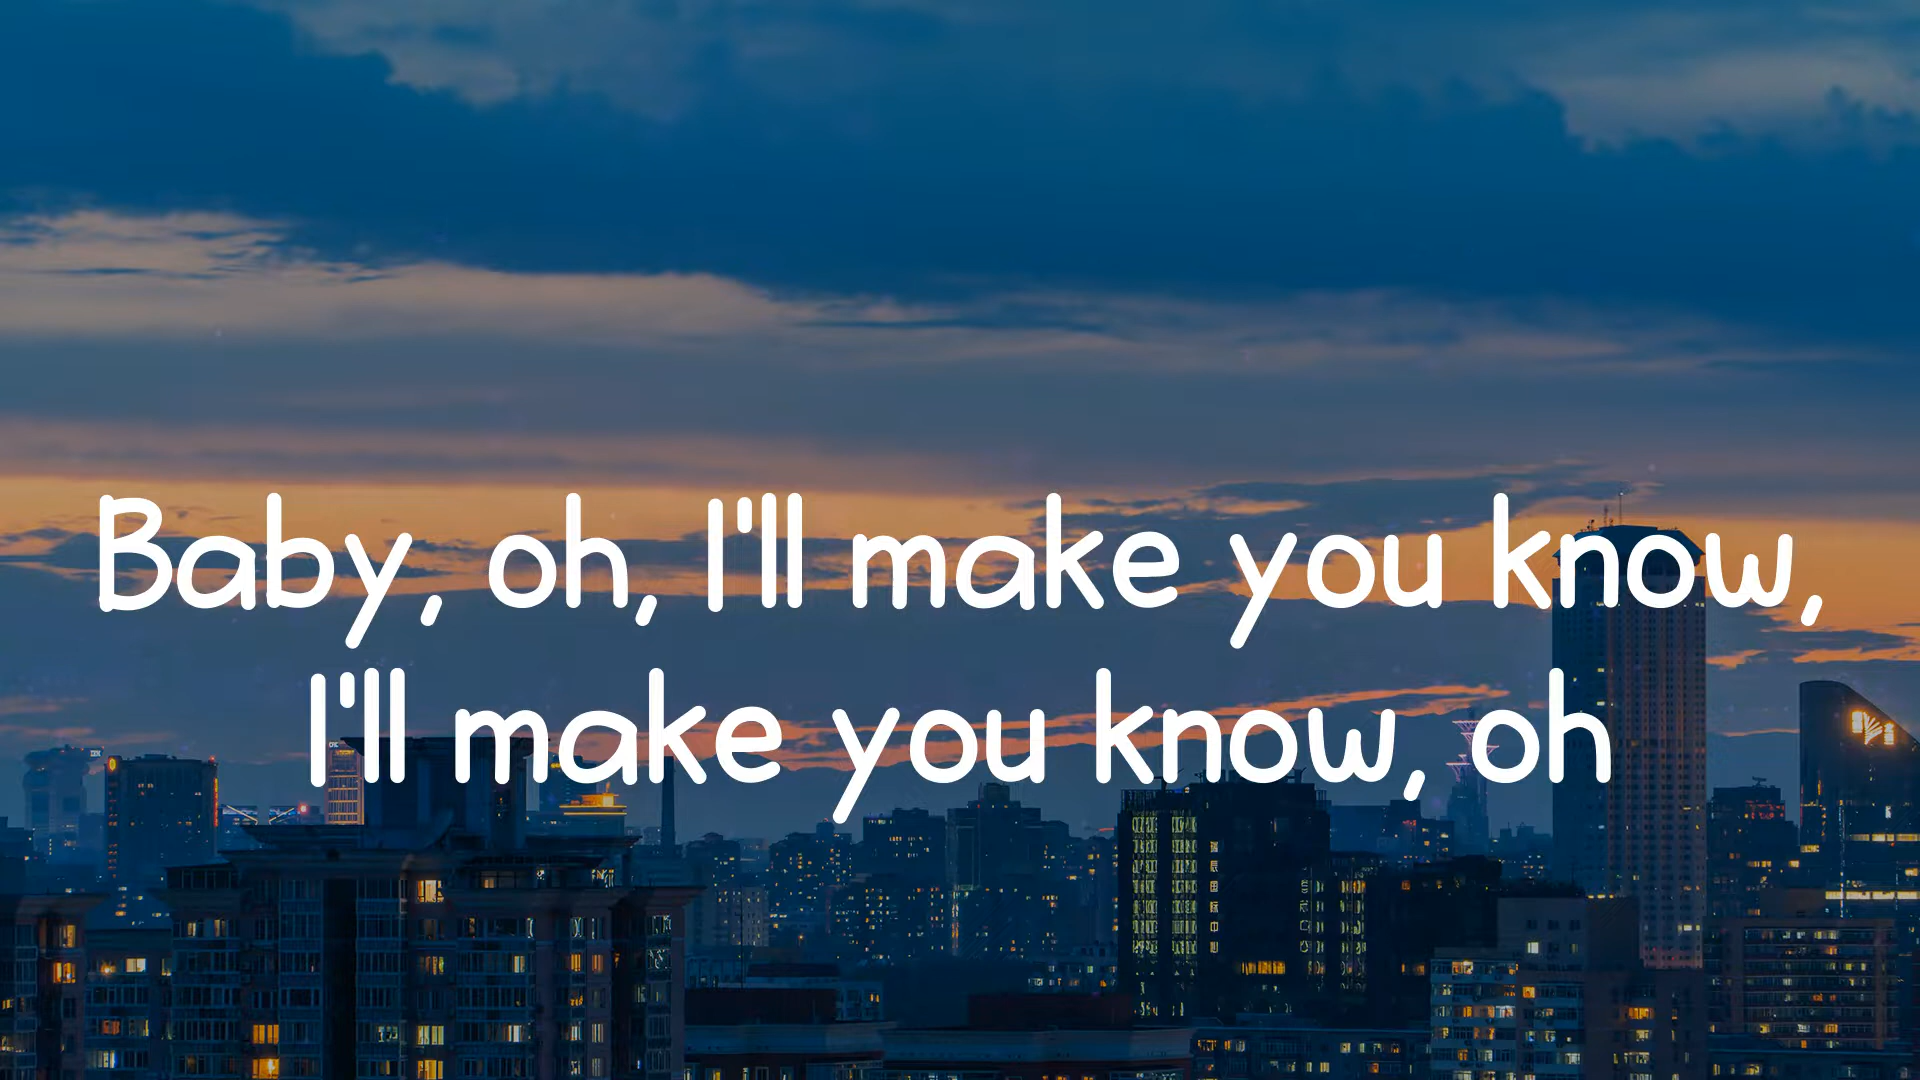 Baby, oh, I'll make you know,
I'll make you know, oh